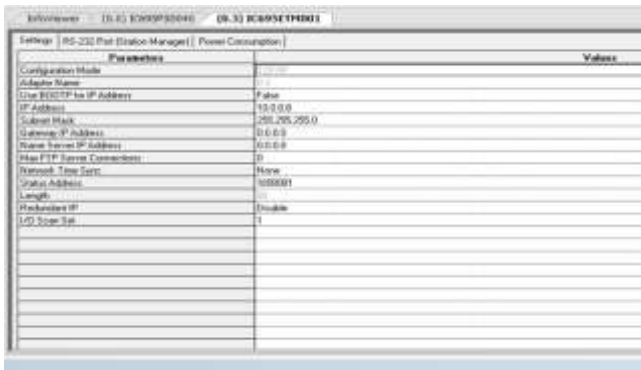 InfoViewer (0.3) IC695ETM001
Settings RS-232 Port (Station Manager) Power Consumption
Parameters Values
Configuration Mode
Adapter Name
Use BOOTP for IP Address False
IP Address 10.0.0.8
Subnet Mask 255.255.255.0
Gateway IP Address 0.0.0.0
Name Server IP Address 0.0.0.0
Max FTP Server Connections
Network Time Sync None
Status Address
Length
Redundant IP Disable
I/O Scan Set 1